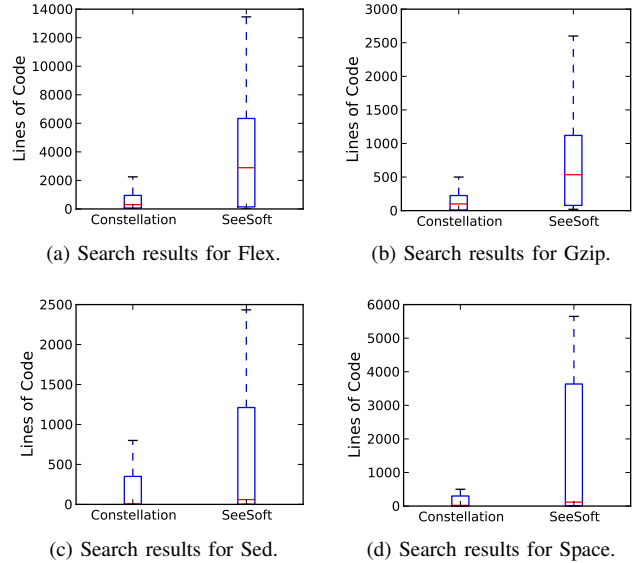 14000
12000
10000
8000
6000
4000
2000
0
Lines of Code
Constellation SeeSoft
(a) Search results for Flex.
3000
2500
2000
1500
1000
500
0
Lines of Code
Constellation SeeSoft
(b) Search results for Gzip.
2500
2000
1500
1000
500
0
Lines of Code
Constellation SeeSoft
(c) Search results for Sed.
6000
5000
4000
3000
2000
1000
0
Lines of Code
Constellation SeeSoft
(d) Search results for Space.